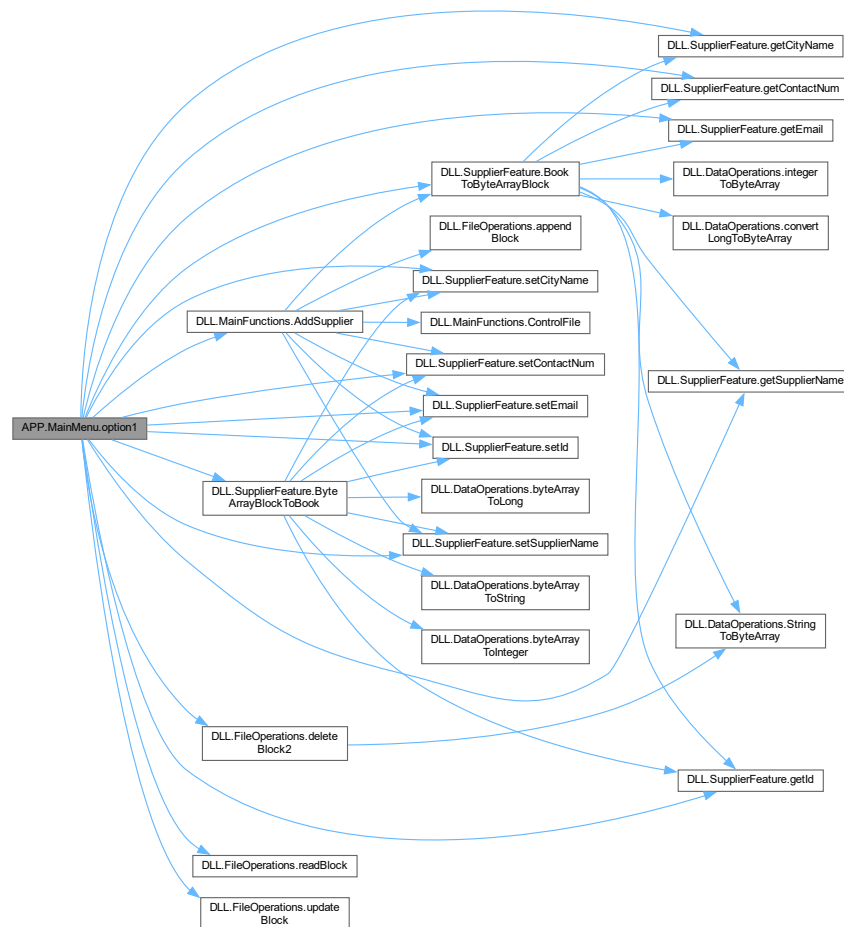 DLL.SupplierFeature.getCityName
DLL.SupplierFeature.getContactNum
DLL.SupplierFeature.getEmail
DLL.SupplierFeature.Book
ToByteArrayBlock
DLL.DataOperations.integer
ToByteArray
DLL.FileOperations.append
Block
DLL.DataOperations.convert
LongToByteArray
DLL.SupplierFeature.setCityName
DLL.MainFunctions.AddSupplier
DLL.MainFunctions.ControlFile
DLL.SupplierFeature.setContactNum
DLL.SupplierFeature.getSupplierName
DLL.SupplierFeature.setEmail
APP.MainMenu.option1
DLL.SupplierFeature.setId
DLL.SupplierFeature.Byte
ArrayBlockToBook
DLL.DataOperations.byteArray
ToLong
DLL.SupplierFeature.setSupplierName
DLL.DataOperations.byteArray
ToString
DLL.DataOperations.String
ToByteArray
DLL.DataOperations.byteArray
ToInteger
DLL.FileOperations.delete
Block2
DLL.SupplierFeature.getId
DLL.FileOperations.readBlock
DLL.FileOperations.update
Block